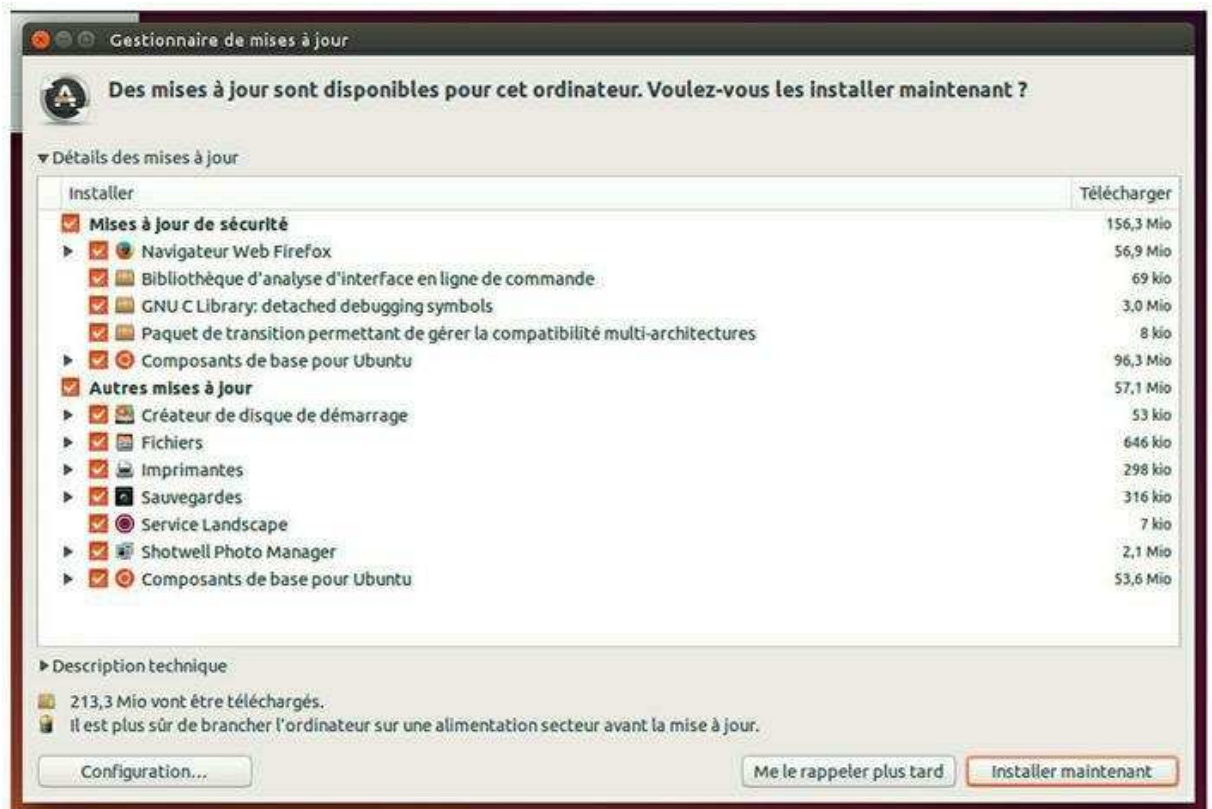 Gestionnaire de mises à jour
Des mises à jour sont disponibles pour cet ordinateur. Voulez-vous les installer maintenant ?
Détails des mises à jour
Installer Télécharger
Mises à jour de sécurité 156,3 Mio
Navigateur Web Firefox 56,9 Mio
Bibliothèque d'analyse d'interface en ligne de commande 69 kio
GNU C Library: detached debugging symbols 3,0 Mio
Paquet de transition permettant de gérer la compatibilité multi-architectures 8 kio
Composants de base pour Ubuntu 96,3 Mio
Autres mises à jour 57,1 Mio
Créateur de disque de démarrage 53 kio
Fichiers 646 kio
Imprimantes 298 kio
Sauvegardes 316 kio
Service Landscape 7 kio
Shotwell Photo Manager 2,1 Mio
Composants de base pour Ubuntu 53,6 Mio
Description technique
213,3 Mio vont être téléchargés.
Il est plus sûr de brancher l'ordinateur sur une alimentation secteur avant la mise à jour.
Configuration... Me le rappeler plus tard Installer maintenant